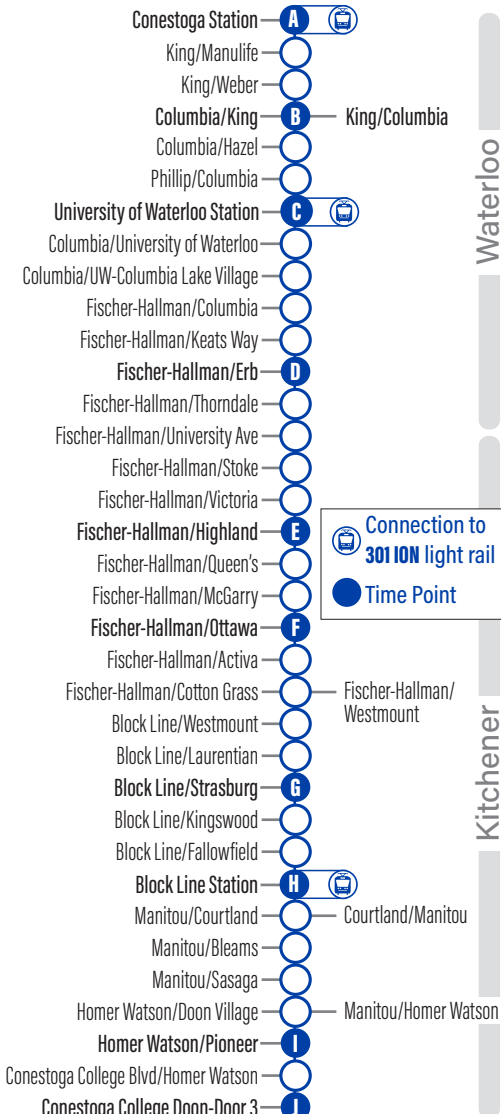 Conestoga Station A
King/Manulife
King/Weber
Columbia/King B King/Columbia
Columbia/Hazel
Phillip/Columbia
University of Waterloo Station C
Columbia/University of Waterloo
Columbia/UW-Columbia Lake Village
Fischer-Hallman/Columbia
Fischer-Hallman/Keats Way
Fischer-Hallman/Erb D
Fischer-Hallman/Thorndale
Fischer-Hallman/University Ave
Fischer-Hallman/Stoke
Fischer-Hallman/Victoria
Fischer-Hallman/Highland E
Fischer-Hallman/Queen's
Fischer-Hallman/McGarry
Fischer-Hallman/Ottawa F
Fischer-Hallman/Activa
Fischer-Hallman/Cotton Grass Fischer-Hallman/
Westmount
Block Line/Westmount
Block Line/Laurentian
Block Line/Strasburg G
Block Line/Kingswood
Block Line/Fallowfield
Block Line Station H
Manitou/Courtland Courtland/Manitou
Manitou/Bleams
Manitou/Sasaga
Homer Watson/Doon Village Manitou/Homer Watson
Homer Watson/Pioneer I
Conestoga College Blvd/Homer Watson
Conestoga College Doon-Door 3 J
Waterloo
Connection to
301 ION light rail
Time Point
Kitchener